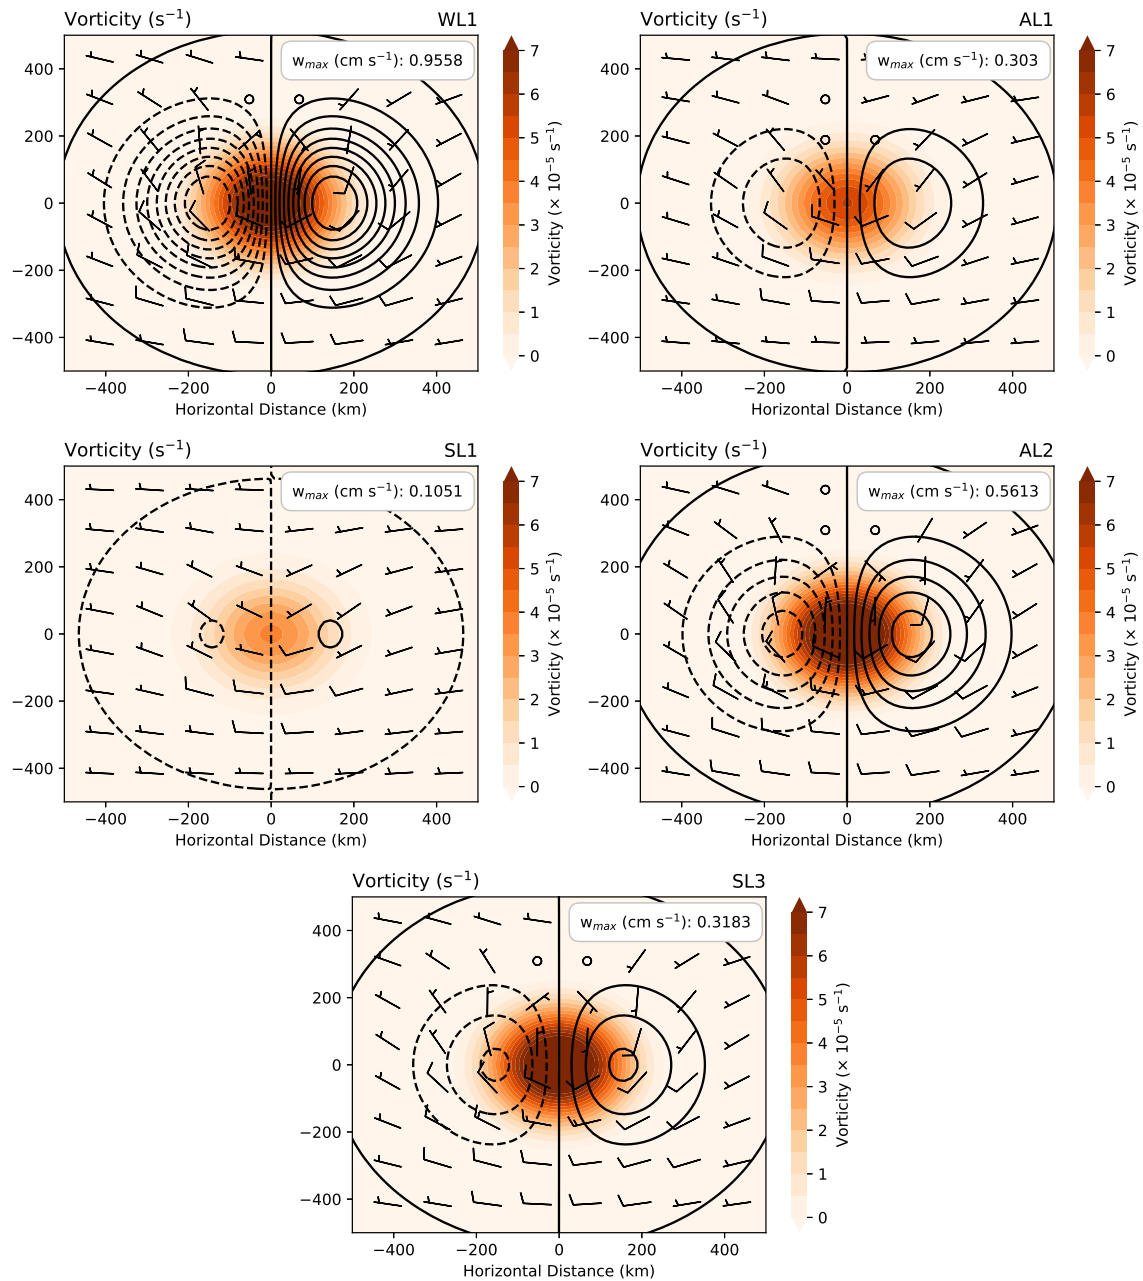 Vorticity (s⁻¹) WL1
w_max (cm s⁻¹): 0.9558
400
200
0
−200
−400
−400 −200 0 200 400
Horizontal Distance (km)
7
6
5
4
3
2
1
0
Vorticity (× 10⁻⁵ s⁻¹)
Vorticity (s⁻¹) AL1
w_max (cm s⁻¹): 0.303
400
200
0
−200
−400
−400 −200 0 200 400
Horizontal Distance (km)
7
6
5
4
3
2
1
0
Vorticity (× 10⁻⁵ s⁻¹)
Vorticity (s⁻¹) SL1
w_max (cm s⁻¹): 0.1051
400
200
0
−200
−400
−400 −200 0 200 400
Horizontal Distance (km)
7
6
5
4
3
2
1
0
Vorticity (× 10⁻⁵ s⁻¹)
Vorticity (s⁻¹) AL2
w_max (cm s⁻¹): 0.5613
400
200
0
−200
−400
−400 −200 0 200 400
Horizontal Distance (km)
7
6
5
4
3
2
1
0
Vorticity (× 10⁻⁵ s⁻¹)
Vorticity (s⁻¹) SL3
w_max (cm s⁻¹): 0.3183
400
200
0
−200
−400
−400 −200 0 200 400
Horizontal Distance (km)
7
6
5
4
3
2
1
0
Vorticity (× 10⁻⁵ s⁻¹)